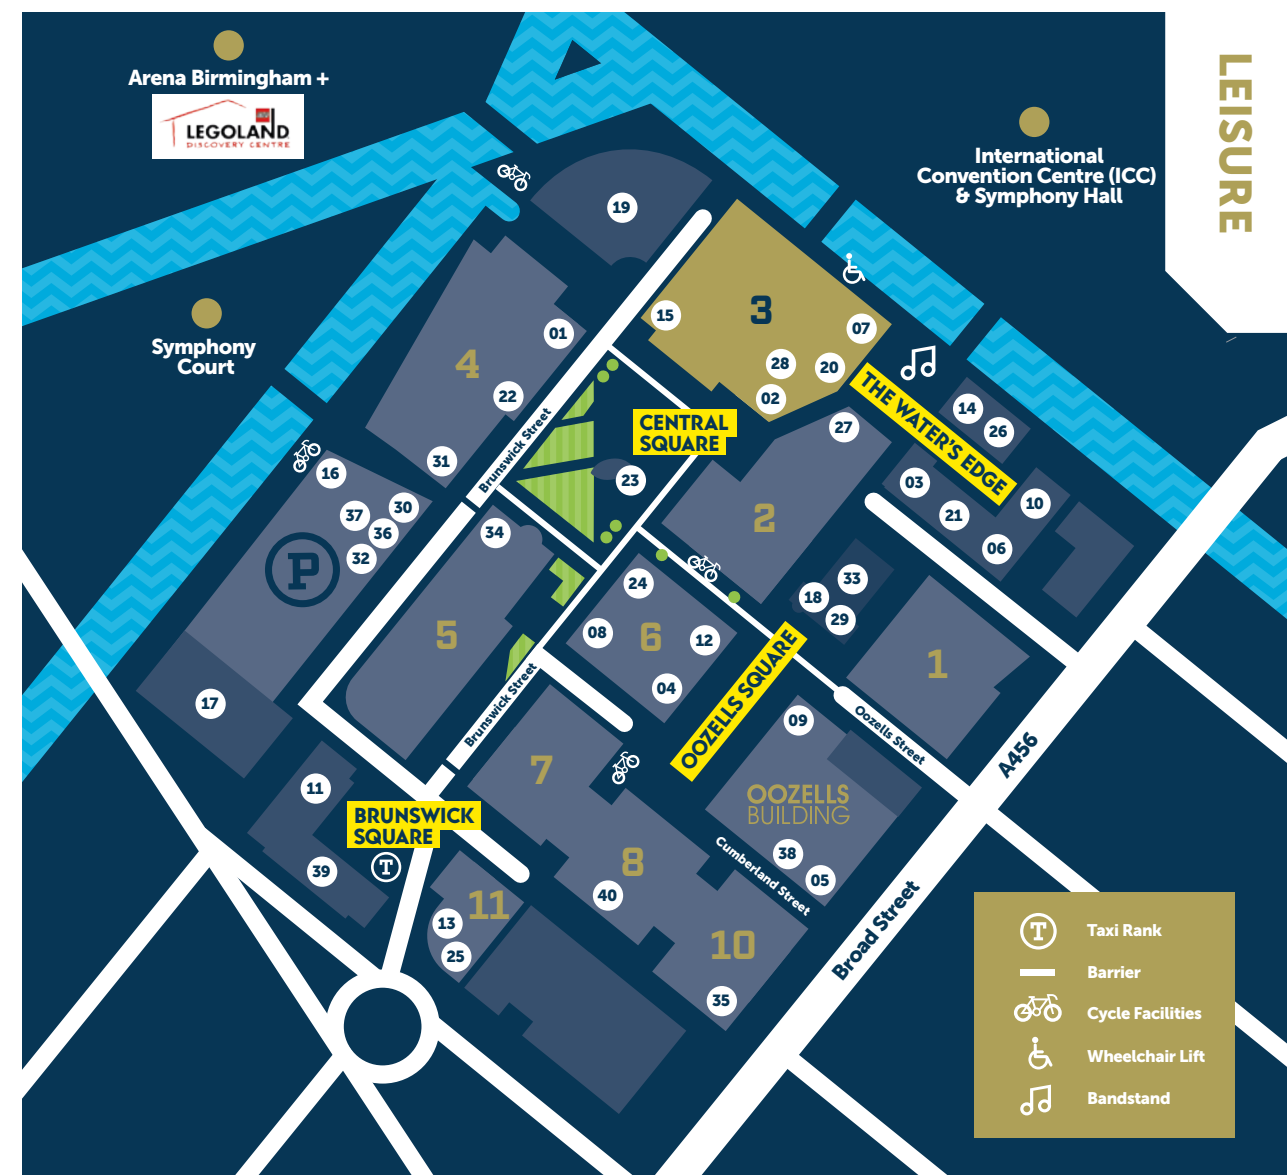 LEISURE
Arena Birmingham +
LEGOLAND
DISCOVERY CENTRE
International
Convention Centre (ICC)
& Symphony Hall
Symphony
Court
19
15
3
07
01
28
20
4
02
22
14
26
27
THE WATER'S EDGE
CENTRAL
SQUARE
Brunswick Street
31
16
23
03
10
30
37
36
21
2
34
32
06
P
24
33
18
29
08
6
12
5
1
04
OOZELLS SQUARE
17
Brunswick Street
09
Oozells Street
A456
7
11
OOZELLS
BUILDING
BRUNSWICK
SQUARE
38
05
Cumberland Street
T
39
8
40
11
13
25
10
35
Broad Street
T
Taxi Rank
Barrier
Cycle Facilities
Wheelchair Lift
Bandstand